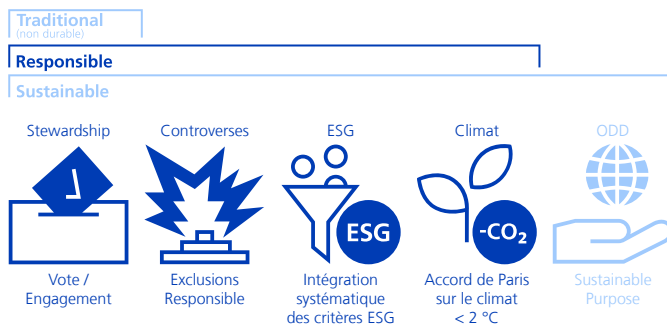 Traditional
(non durable)
Responsible
Sustainable
Stewardship
Controverses
ESG
Climat
ODD
ESG
-CO₂
Vote /
Engagement
Exclusions
Responsible
Intégration
systématique
des critères ESG
Accord de Paris
sur le climat
< 2 °C
Sustainable
Purpose